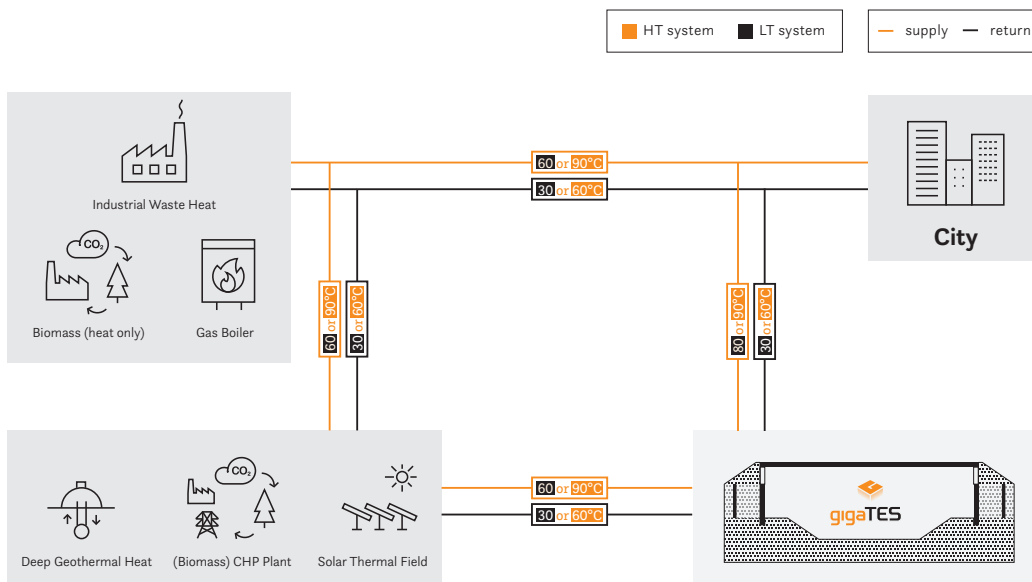 HT system
LT system
supply
return
60 or 90°C
30 or 60°C
Industrial Waste Heat
CO₂
Biomass (heat only)
Gas Boiler
City
60 or 90°C
30 or 60°C
80 or 90°C
30 or 60°C
CO₂
Deep Geothermal Heat
(Biomass) CHP Plant
Solar Thermal Field
60 or 90°C
30 or 60°C
gigaTES